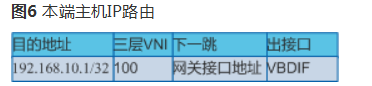 图6 本端主机IP路由
目的地址 三层VNI 下一跳 出接口
192.168.10.1/32 100 网关接口地址 VBDIF